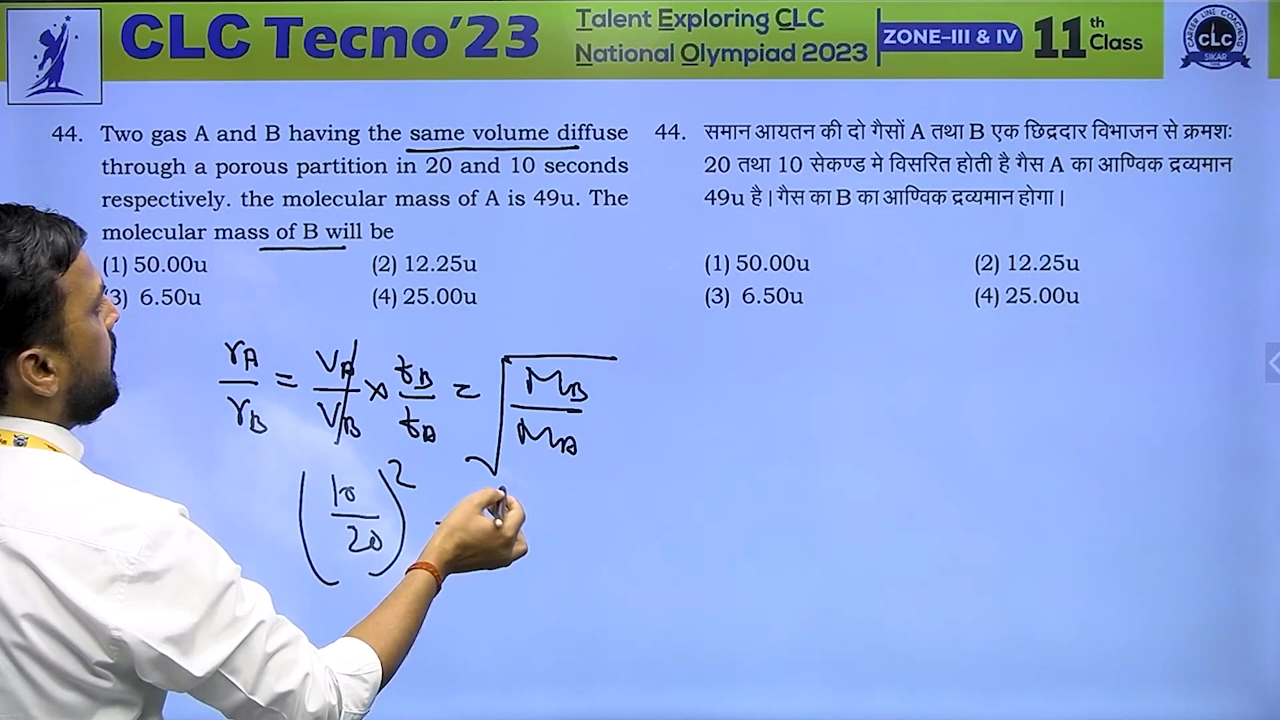 CLC Tecno'23
Talent Exploring CLC
National Olympiad 2023
ZONE–III & IV
11th Class
CAREER LINE COACHING
CLC
SIKAR
44. Two gas A and B having the same volume diffuse
through a porous partition in 20 and 10 seconds
respectively. the molecular mass of A is 49u. The
molecular mass of B will be
(1) 50.00u (2) 12.25u
(3) 6.50u (4) 25.00u
44. समान आयतन की दो गैसों A तथा B एक छिद्रदार विभाजन से क्रमशः
20 तथा 10 सेकण्ड मे विसरित होती है गैस A का आण्विक द्रव्यमान
49u है। गैस का B का आण्विक द्रव्यमान होगा।
(1) 50.00u (2) 12.25u
(3) 6.50u (4) 25.00u
rA/rB = VA/VB × tB/tA = √(MB/MA)
(10/20)²